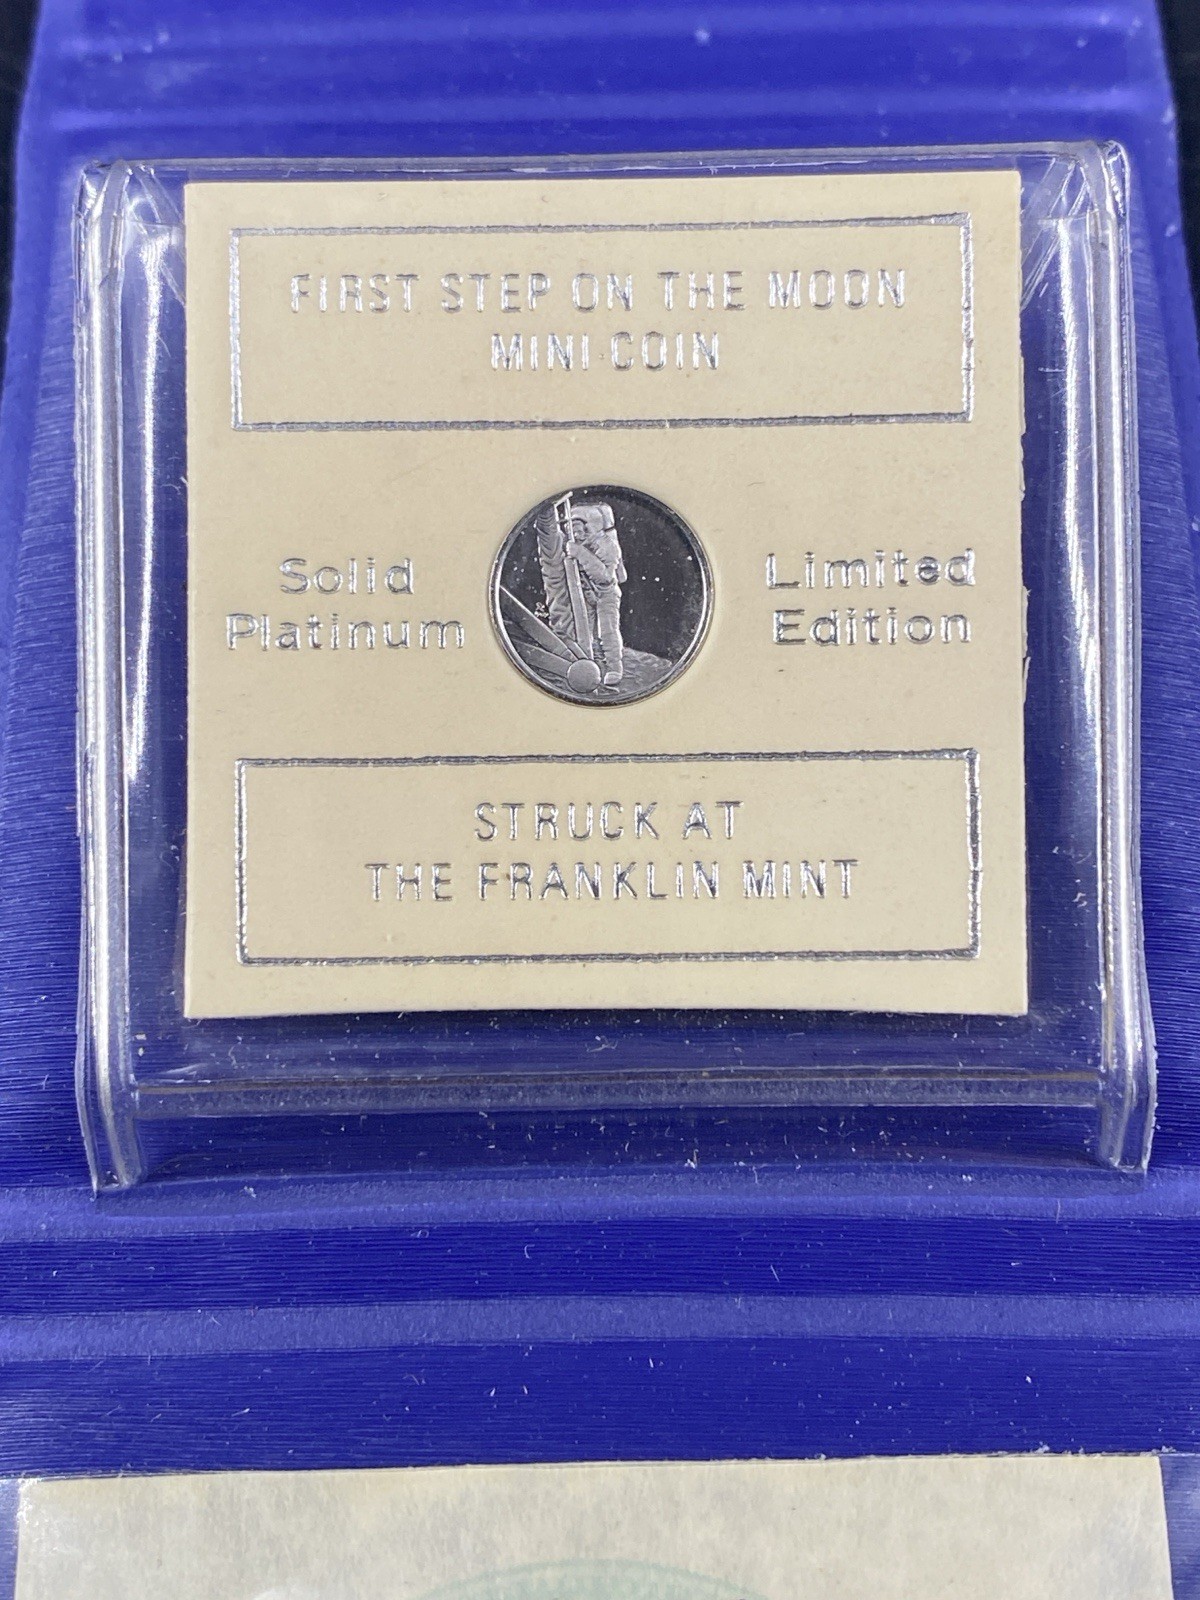 FIRST STEP ON THE MOON
MINI-COIN
Solid
Platinum
Limited
Edition
STRUCK AT
THE FRANKLIN MINT